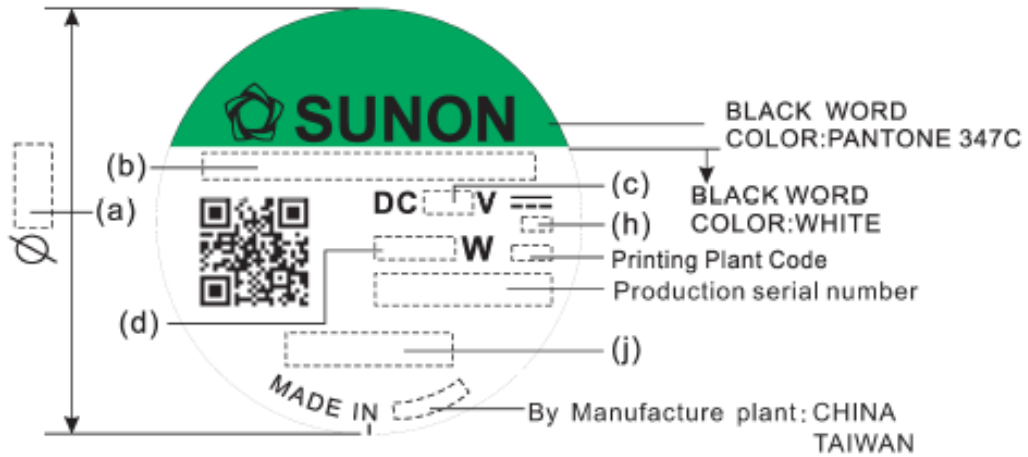 SUNON
BLACK WORD
COLOR:PANTONE 347C
(b)
(c)
DC V
BLACK WORD
COLOR:WHITE
(a)
(h)
Ø
W
Printing Plant Code
Production serial number
(d)
(j)
MADE IN
By Manufacture plant: CHINA
TAIWAN